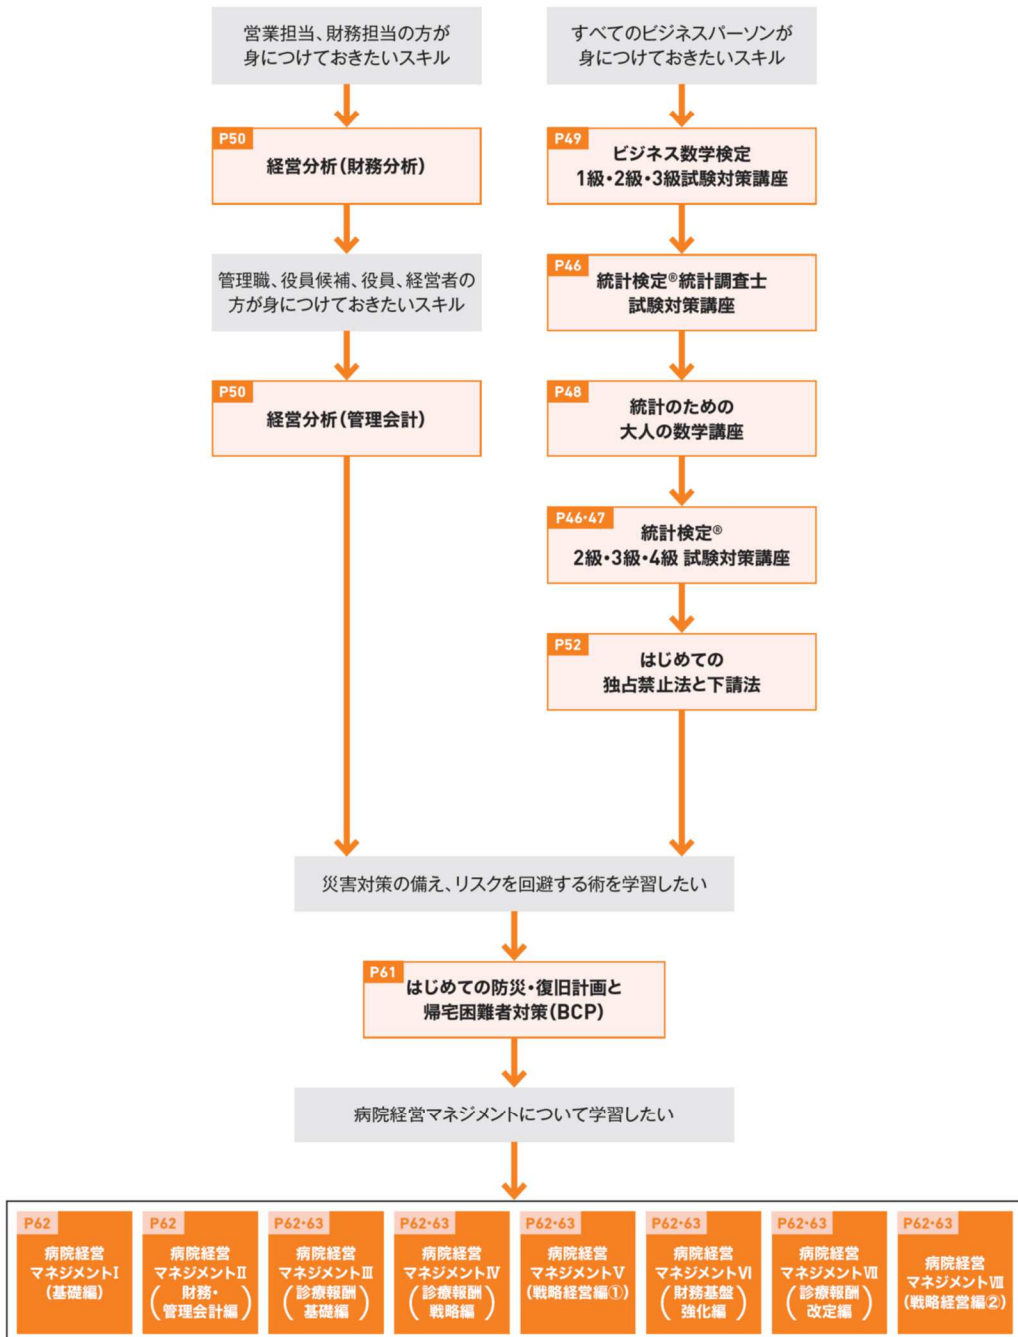 営業担当、財務担当の方が
身につけておきたいスキル
P50
経営分析(財務分析)
管理職、役員候補、役員、経営者の
方が身につけておきたいスキル
P50
経営分析(管理会計)
すべてのビジネスパーソンが
身につけておきたいスキル
P49
ビジネス数学検定
1級・2級・3級試験対策講座
P46
統計検定®統計調査士
試験対策講座
P48
統計のための
大人の数学講座
P46・47
統計検定®
2級・3級・4級 試験対策講座
P52
はじめての
独占禁止法と下請法
災害対策の備え、リスクを回避する術を学習したい
P61
はじめての防災・復旧計画と
帰宅困難者対策(BCP)
病院経営マネジメントについて学習したい
P62
病院経営
マネジメントⅠ
(基礎編)
P62
病院経営
マネジメントⅡ
(財務・
管理会計編)
P62・63
病院経営
マネジメントⅢ
(診療報酬
基礎編)
P62・63
病院経営
マネジメントⅣ
(診療報酬
戦略編)
P62・63
病院経営
マネジメントⅤ
(戦略経営編①)
P62・63
病院経営
マネジメントⅥ
(財務基盤
強化編)
P62・63
病院経営
マネジメントⅦ
(診療報酬
改定編)
P62・63
病院経営
マネジメントⅧ
(戦略経営編②)